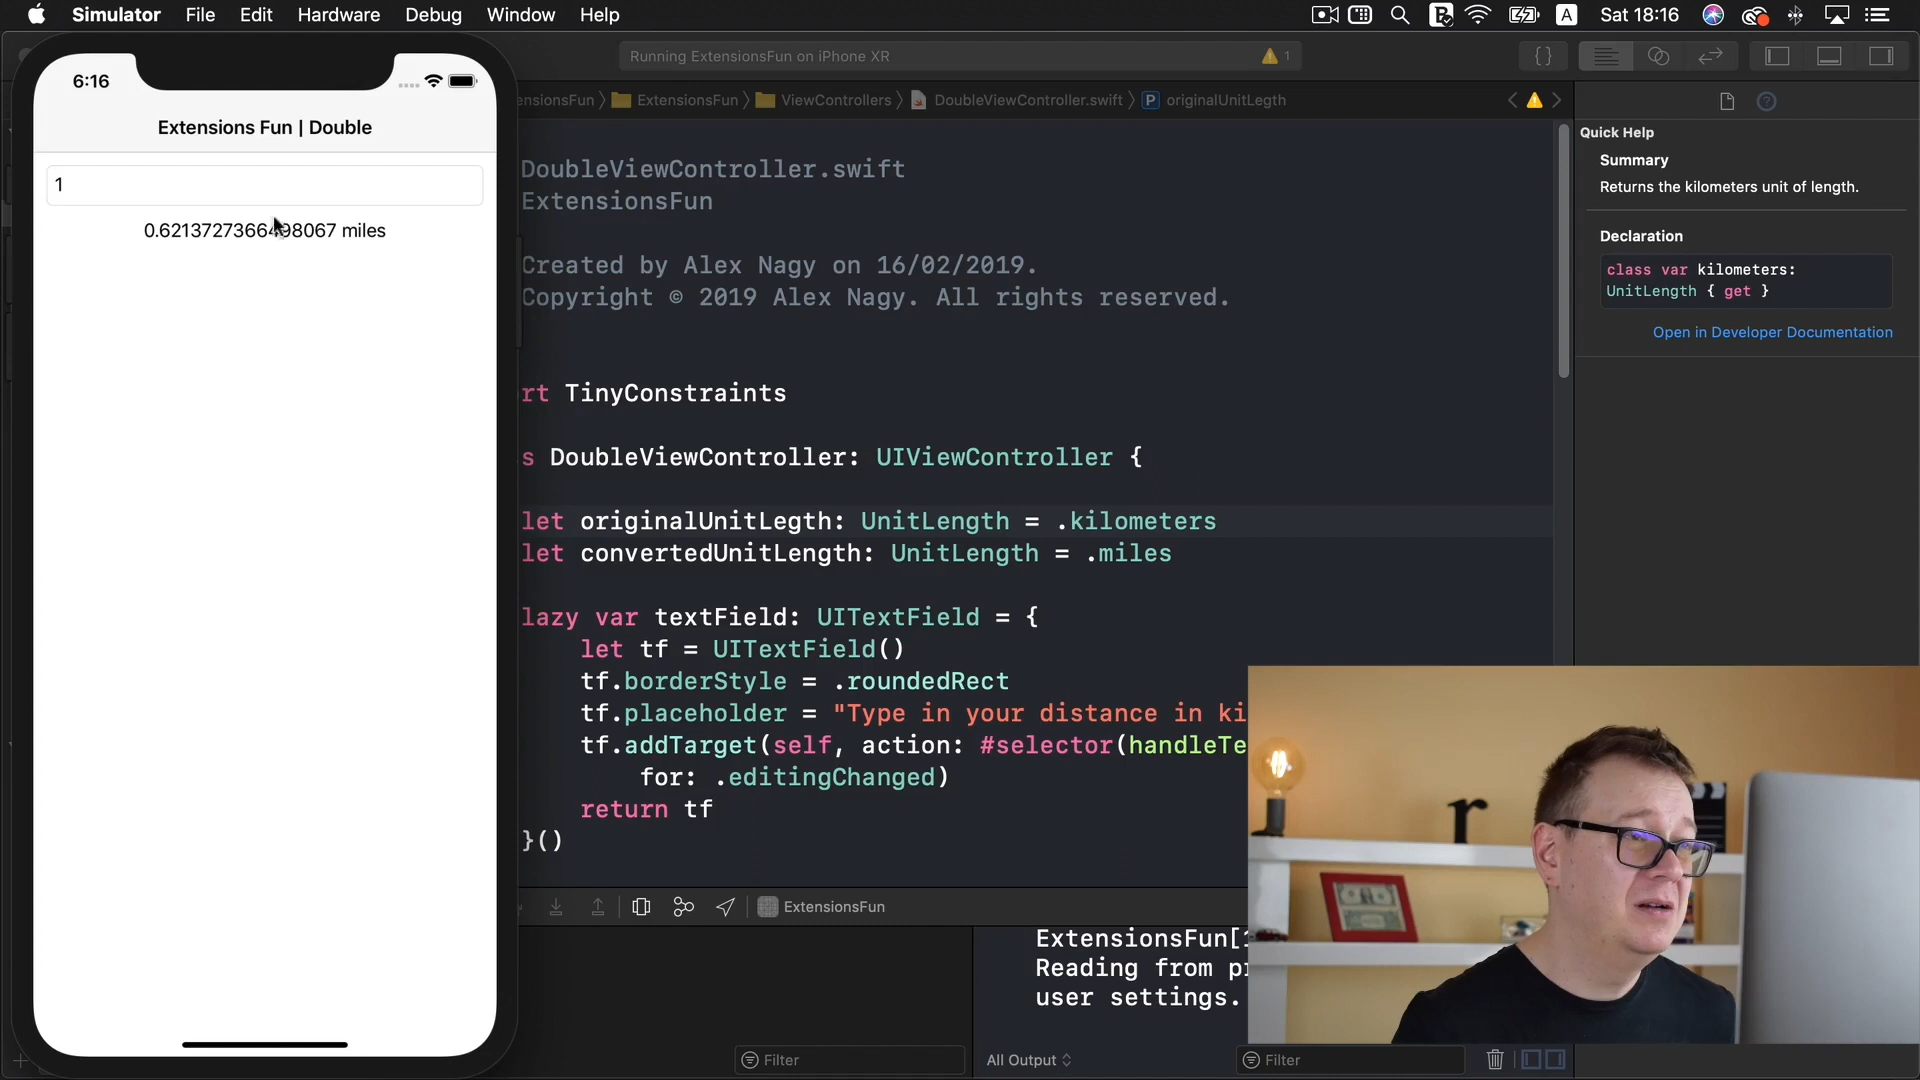 Simulator File Edit Hardware Debug Window Help
A Sat 18:16
Running ExtensionsFun on iPhone XR
1
6:16
Extensions Fun | Double
1
miles
ExtensionsFun
ViewControllers
DoubleViewController.swift
P originalUnitLegth
DoubleViewController.swift
ExtensionsFun
Created by Alex Nagy on 16/02/2019.
Copyright © 2019 Alex Nagy. All rights reserved.
rt TinyConstraints
s DoubleViewController: UIViewController {
let originalUnitLegth: UnitLength = .kilometers
let convertedUnitLength: UnitLength = .miles
lazy var textField: UITextField = {
let tf = UITextField()
tf.borderStyle = .roundedRect
tf.placeholder = "Type in your distance in ki
tf.addTarget(self, action: #selector(handleTe
for: .editingChanged)
return tf
}()
ExtensionsFun
ExtensionsFun[
Reading from
user settings.
Filter
All Output
Filter
Quick Help
Summary
Returns the kilometers unit of length.
Declaration
class var kilometers:
UnitLength { get }
Open in Developer Documentation
r